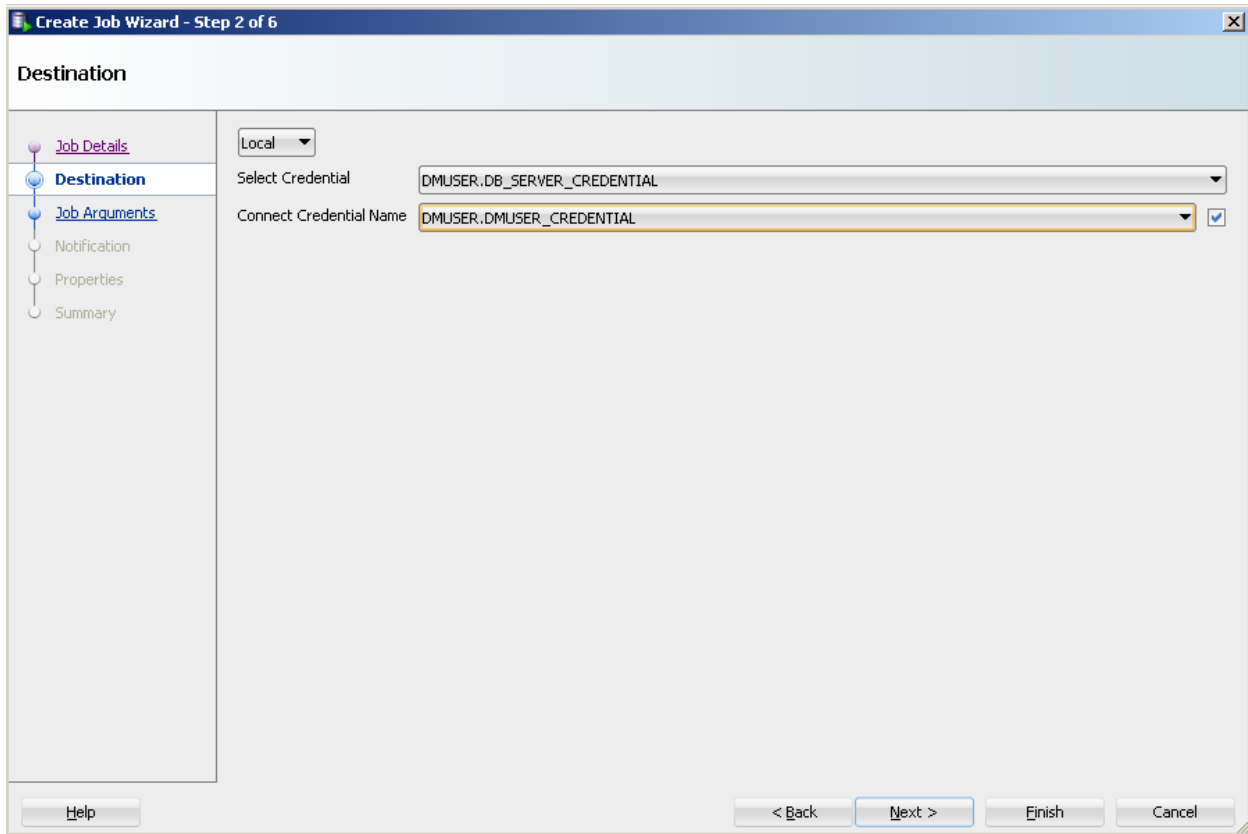 Create Job Wizard - Step 2 of 6
Destination
Job Details
Destination
Job Arguments
Notification
Properties
Summary
Local
Select Credential DMUSER.DB_SERVER_CREDENTIAL
Connect Credential Name DMUSER.DMUSER_CREDENTIAL
Help < Back Next > Finish Cancel